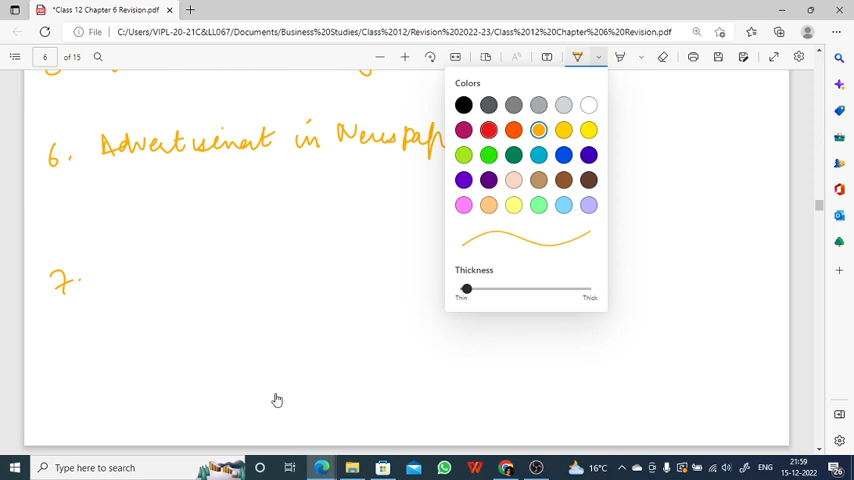 *Class 12 Chapter 6 Revision.pdf
File
C:/Users/VIPL-20-21C&LL067/Documents/Business%20Studies/Class%2012/Revision%202022-23/Class%2012%20Chapter%206%20Revision.pdf
6 of 15
Colors
6. Advertisement in Newspap
Thickness
Thin Thick
7.
Type here to search
16°C
ENG
21:59
15-12-2022
26